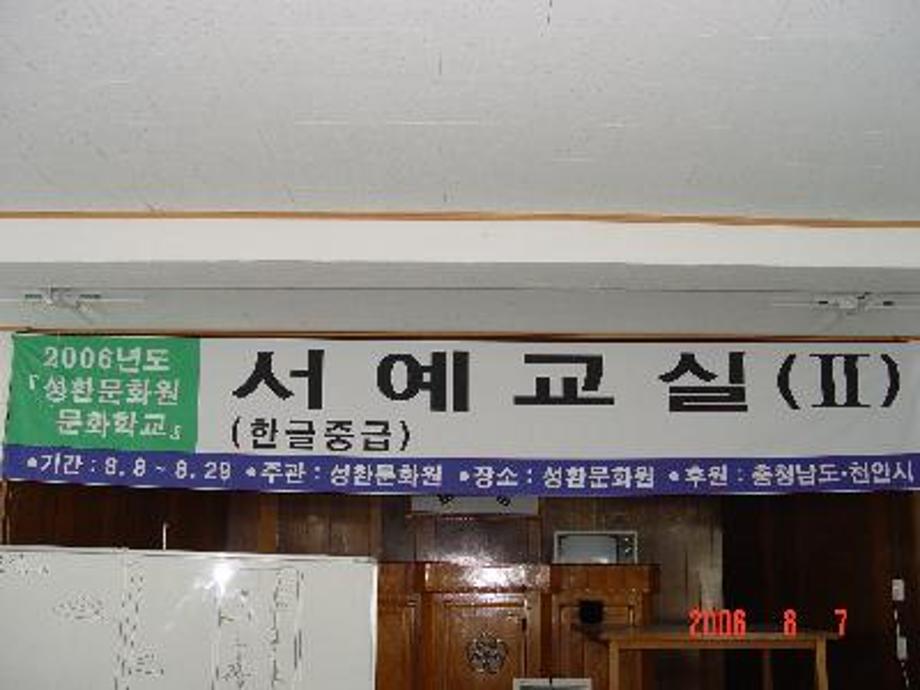 2006년도
『성환문화원
문화학교』
서예교실(Ⅱ)
(한글중급)
•기간 : 8. 8 ~ 8. 29 •주관 : 성환문화원 •장소 : 성환문화원 •후원 : 충청남도·천안시
2006 8 7